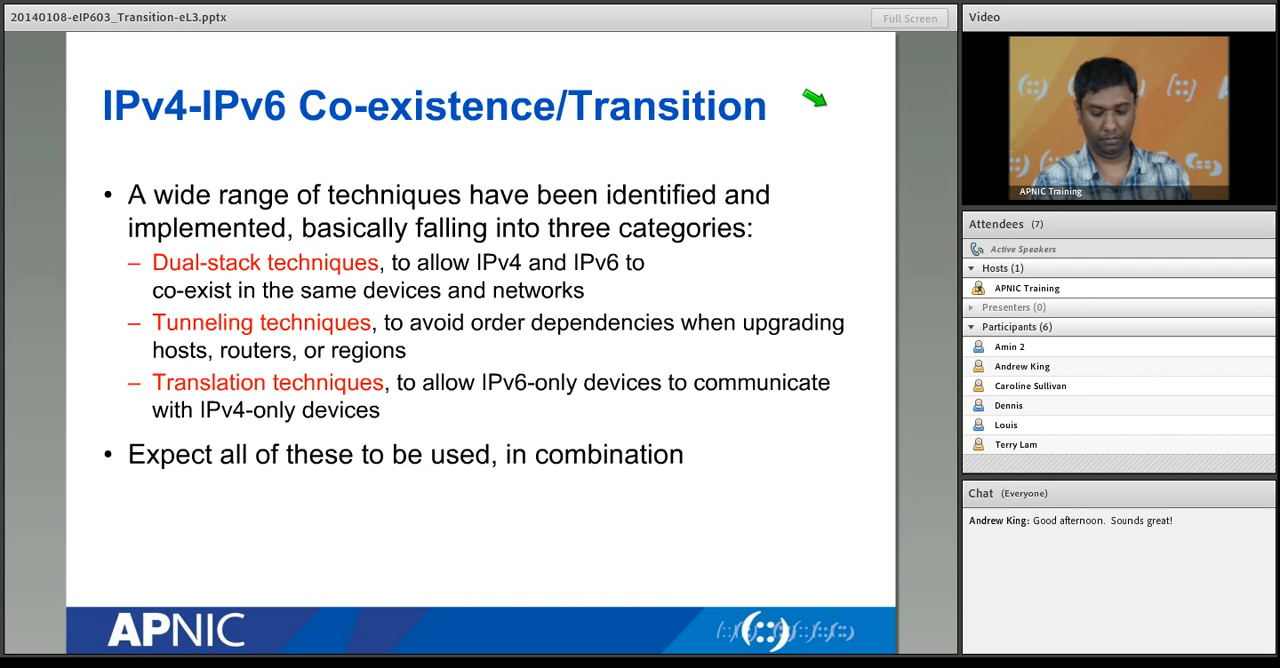 20140108-eIP603_Transition-eL3.pptx
Full Screen
IPv4-IPv6 Co-existence/Transition
• A wide range of techniques have been identified and
implemented, basically falling into three categories:
– Dual-stack techniques, to allow IPv4 and IPv6 to
co-exist in the same devices and networks
– Tunneling techniques, to avoid order dependencies when upgrading
hosts, routers, or regions
– Translation techniques, to allow IPv6-only devices to communicate
with IPv4-only devices
• Expect all of these to be used, in combination
APNIC
Video
APNIC Training
Attendees (7)
Active Speakers
Hosts (1)
APNIC Training
Presenters (0)
Participants (6)
Amin 2
Andrew King
Caroline Sullivan
Dennis
Louis
Terry Lam
Chat (Everyone)
Andrew King: Good afternoon. Sounds great!